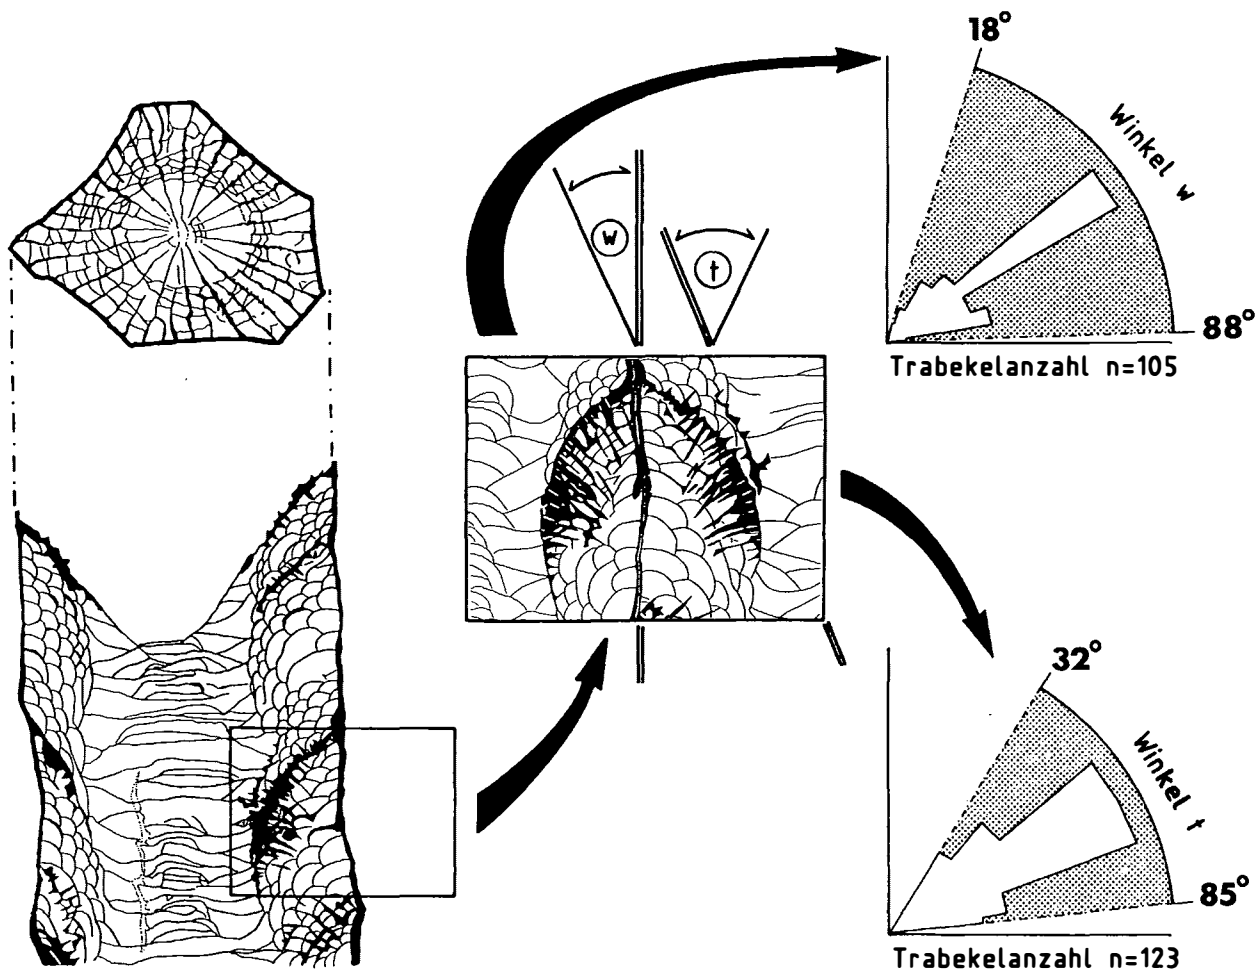 18°
Winkel w
w
t
88°
Trabekelanzahl n=105
32°
Winkel t
85°
Trabekelanzahl n=123